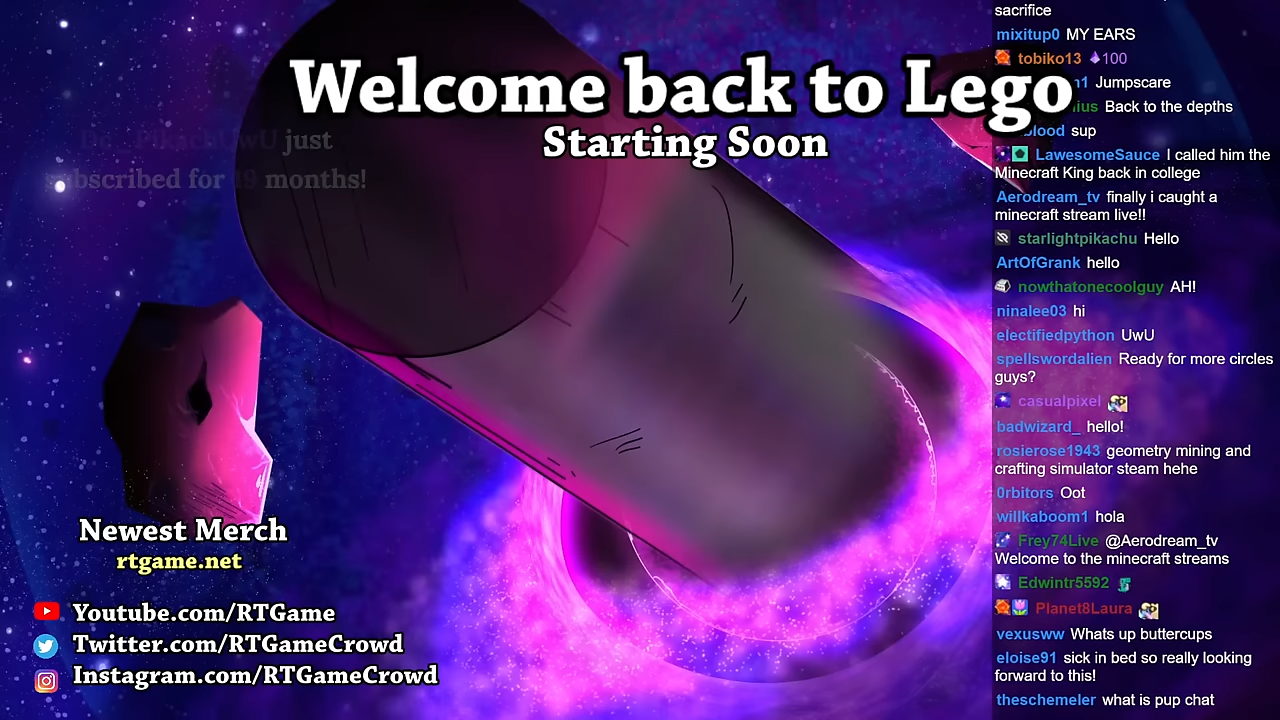 Welcome back to Lego
Starting Soon
just
subscribed for months!
Newest Merch
rtgame.net
Youtube.com/RTGame
Twitter.com/RTGameCrowd
Instagram.com/RTGameCrowd
sacrifice
mixitup0 MY EARS
tobiko13 100
Jumpscare
Back to the depths
blood sup
LawesomeSauce I called him the
Minecraft King back in college
Aerodream_tv finally i caught a
minecraft stream live!!
starlightpikachu Hello
ArtOfGrank hello
nowthatonecoolguy AH!
ninalee03 hi
electifiedpython UwU
spellswordalien Ready for more circles
guys?
casualpixel
badwizard_ hello!
rosierose1943 geometry mining and
crafting simulator steam hehe
0rbitors Oot
willkaboom1 hola
Frey74Live @Aerodream_tv
Welcome to the minecraft streams
Edwintr5592
Planet8Laura
vexusww Whats up buttercups
eloise91 sick in bed so really looking
forward to this!
theschemeler what is pup chat